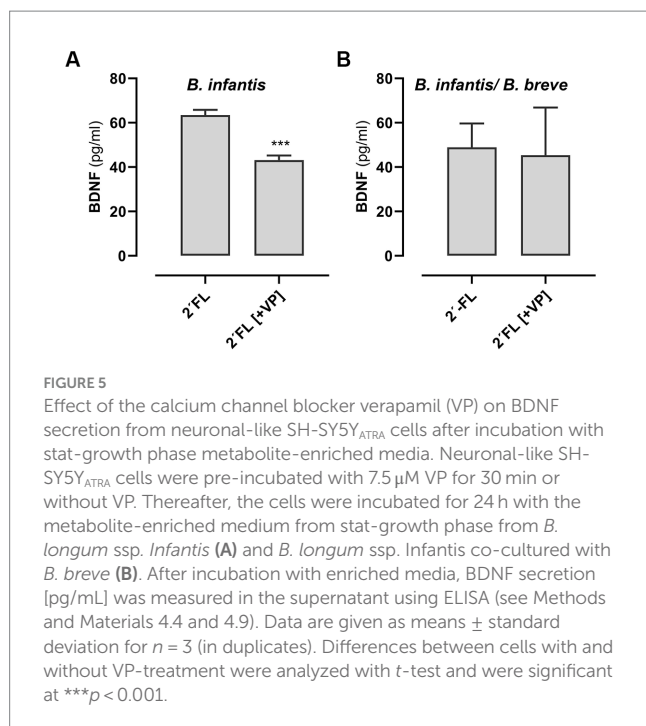 A
B
B. infantis
B. infantis/ B. breve
BDNF (pg/ml)
80
60
40
20
0
***
2´FL
2´FL [+VP]
BDNF (pg/ml)
80
60
40
20
0
2´-FL
2´FL [+VP]
FIGURE 5
Effect of the calcium channel blocker verapamil (VP) on BDNF
secretion from neuronal-like SH-SY5YATRA cells after incubation with
stat-growth phase metabolite-enriched media. Neuronal-like SH-
SY5YATRA cells were pre-incubated with 7.5 μM VP for 30 min or
without VP. Thereafter, the cells were incubated for 24 h with the
metabolite-enriched medium from stat-growth phase from B.
longum ssp. Infantis (A) and B. longum ssp. Infantis co-cultured with
B. breve (B). After incubation with enriched media, BDNF secretion
[pg/mL] was measured in the supernatant using ELISA (see Methods
and Materials 4.4 and 4.9). Data are given as means ± standard
deviation for n = 3 (in duplicates). Differences between cells with and
without VP-treatment were analyzed with t-test and were significant
at ***p < 0.001.